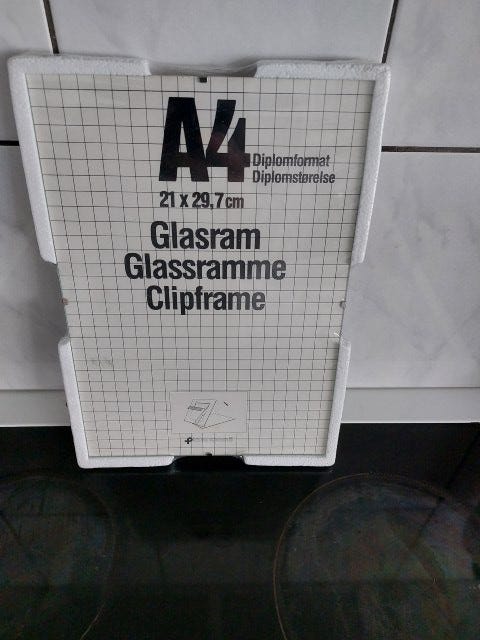 A4
Diplomformat
Diplomstørelse
21 x 29,7 cm
Glasram
Glassramme
Clipframe